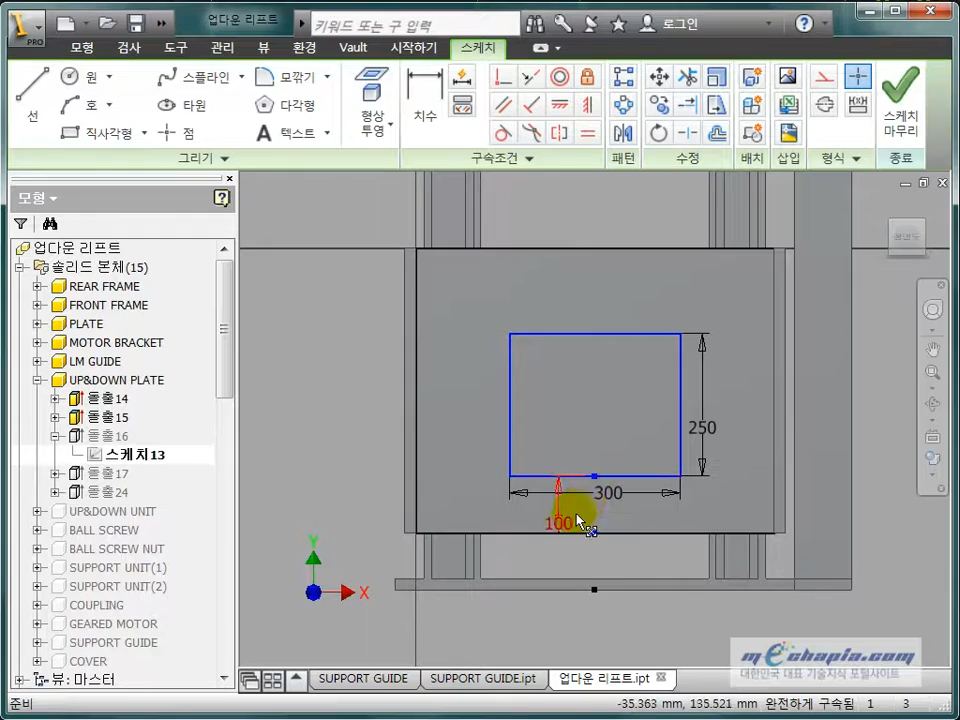 PRO
업다운 리프트
키워드 또는 구 입력
로그인
모형 검사 도구 관리 뷰 환경 Vault 시작하기 스케치
선
원
호
직사각형
스플라인
타원
점
모깎기
다각형
텍스트
형상
투영
치수
스케치
마무리
그리기 구속조건 패턴 수정 배치 삽입 형식 종료
모형
업다운 리프트
솔리드 본체(15)
REAR FRAME
FRONT FRAME
PLATE
MOTOR BRACKET
LM GUIDE
UP&DOWN PLATE
돌출14
돌출15
돌출16
스케치13
돌출17
돌출24
UP&DOWN UNIT
BALL SCREW
BALL SCREW NUT
SUPPORT UNIT(1)
SUPPORT UNIT(2)
COUPLING
GEARED MOTOR
SUPPORT GUIDE
COVER
뷰: 마스터
250
300
100
Y
X
mechapia.com
대한민국 대표 기술지식 포털사이트
SUPPORT GUIDE SUPPORT GUIDE.ipt 업다운 리프트.ipt
준비
-35.363 mm, 135.521 mm 완전하게 구속됨 1 3